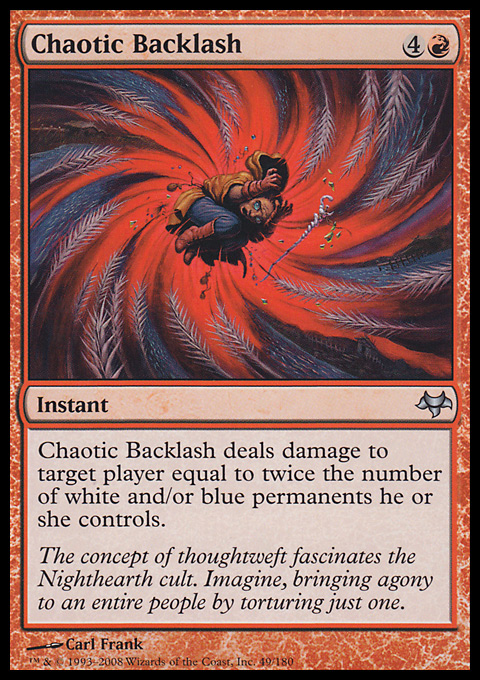 Chaotic Backlash 4
Instant
Chaotic Backlash deals damage to
target player equal to twice the number
of white and/or blue permanents he or
she controls.
The concept of thoughtweft fascinates the
Nighthearth cult. Imagine, bringing agony
to an entire people by torturing just one.
Carl Frank
™ & © 1993-2008 Wizards of the Coast, Inc. 49/180